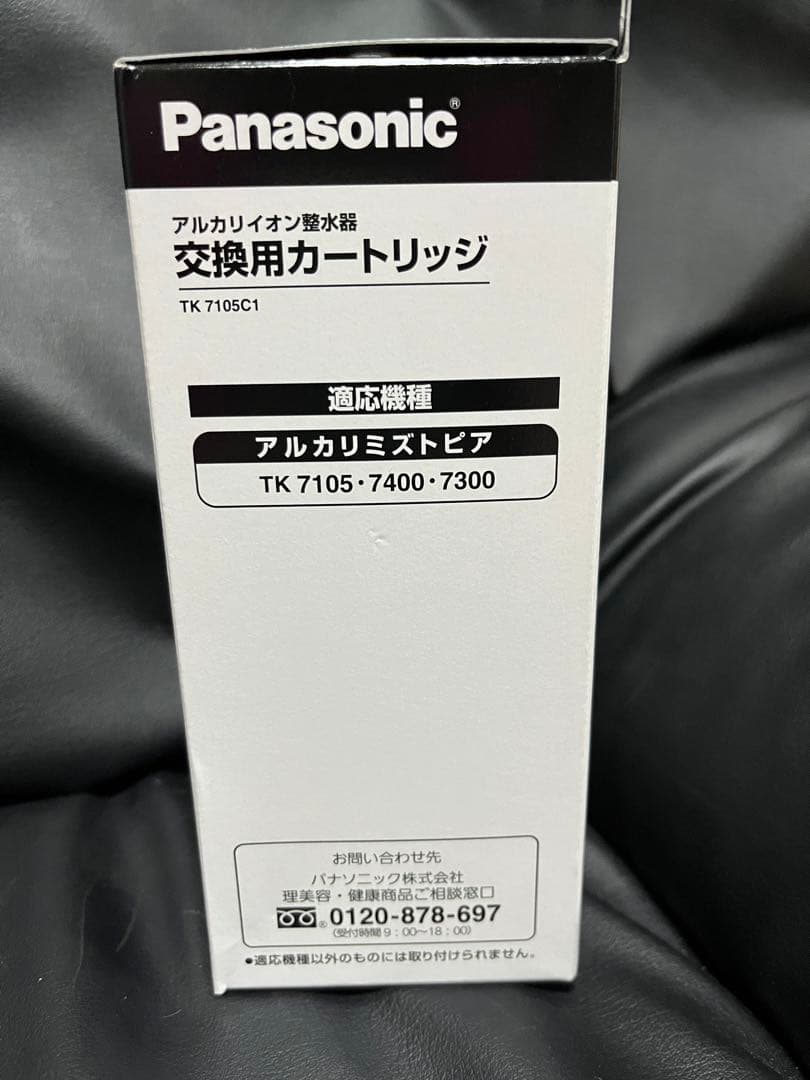 Panasonic®
アルカリイオン整水器
交換用カートリッジ
TK 7105C1
適応機種
アルカリミズトピア
TK 7105・7400・7300
お問い合わせ先
パナソニック株式会社
理美容・健康商品ご相談窓口
® 0120-878-697
(受付時間9:00〜18:00)
●適応機種以外のものには取り付けられません。